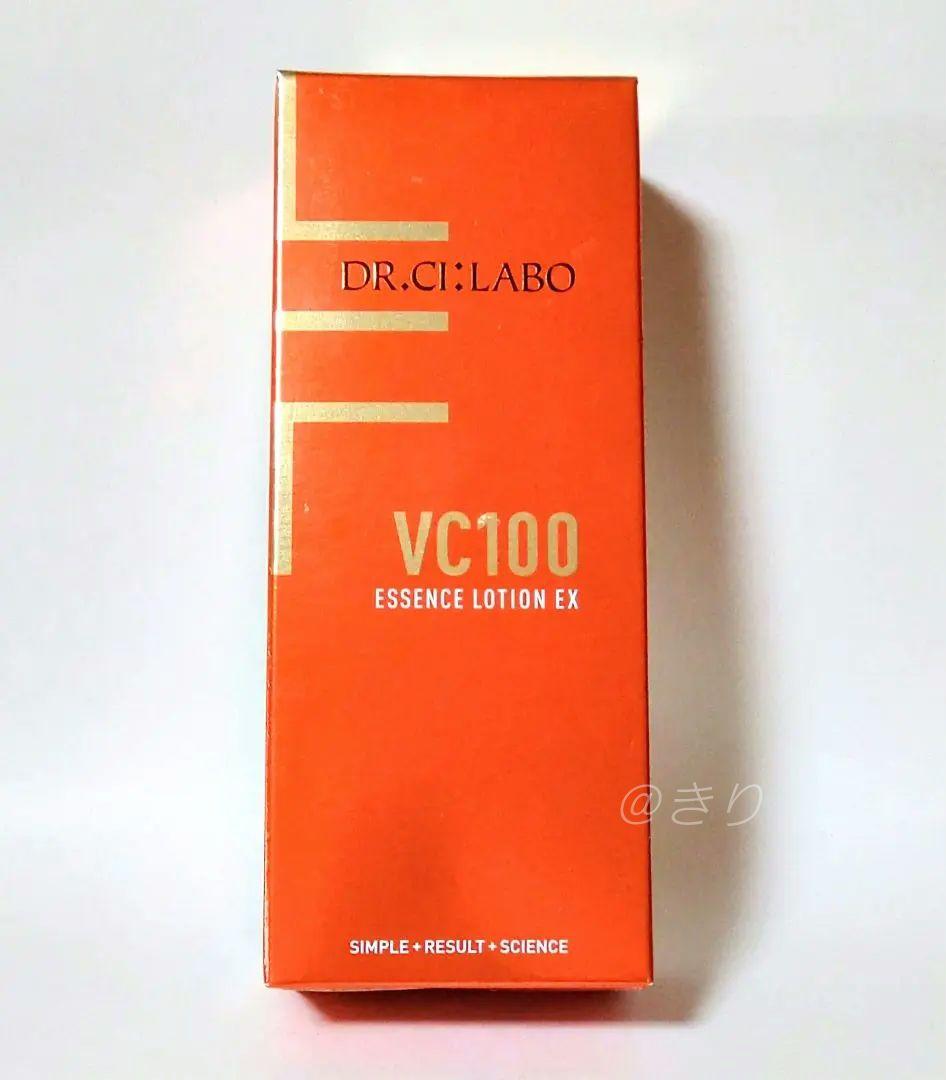 DR.CI:LABO
VC100
ESSENCE LOTION EX
@きり
SIMPLE+RESULT+SCIENCE